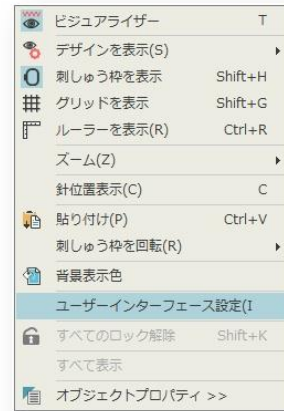 ビジュアライザー T
デザインを表示(S)
刺しゅう枠を表示 Shift+H
グリッドを表示 Shift+G
ルーラーを表示(R) Ctrl+R
ズーム(Z)
針位置表示(C) C
貼り付け(P) Ctrl+V
刺しゅう枠を回転(R)
背景表示色
ユーザーインターフェース設定(I
すべてのロック解除 Shift+K
すべて表示
オブジェクトプロパティ >>